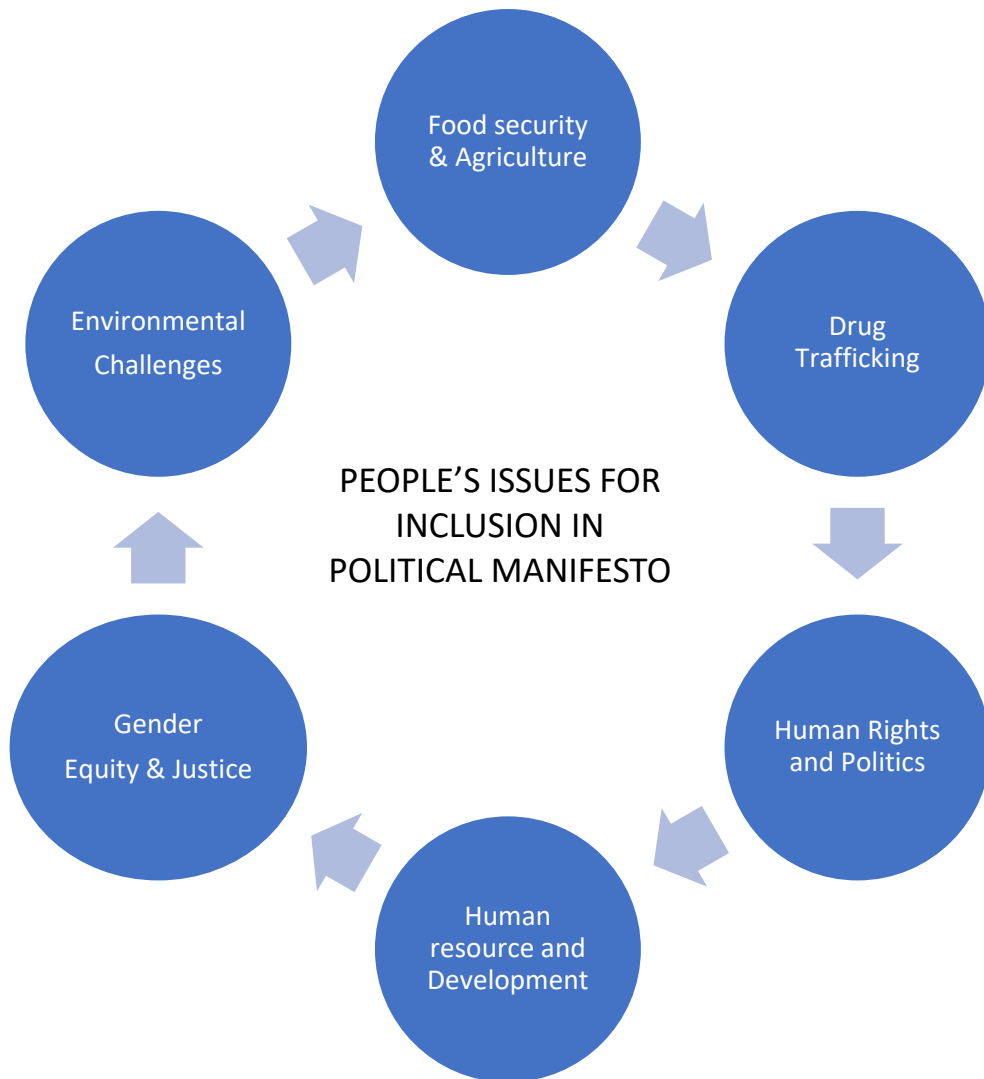 Food security
& Agriculture
Drug
Trafficking
Human Rights
and Politics
Human
resource and
Development
Gender
Equity & Justice
Environmental
Challenges
PEOPLE’S ISSUES FOR
INCLUSION IN
POLITICAL MANIFESTO